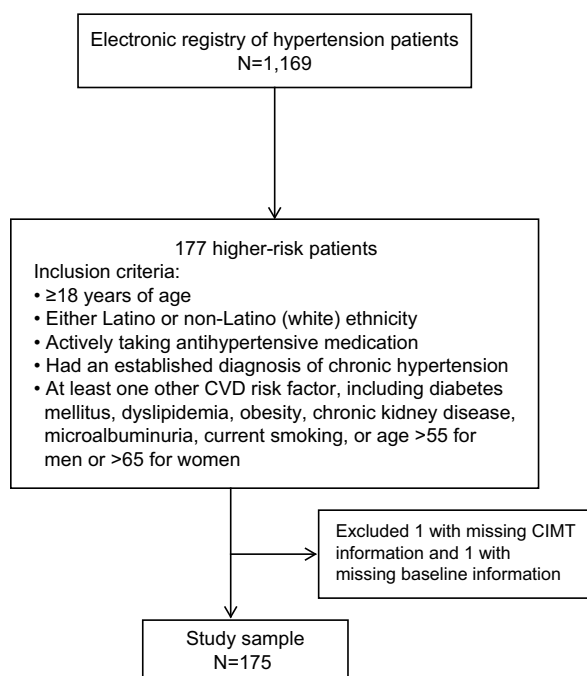 Electronic registry of hypertension patients
N=1,169
177 higher-risk patients
Inclusion criteria:
• ≥18 years of age
• Either Latino or non-Latino (white) ethnicity
• Actively taking antihypertensive medication
• Had an established diagnosis of chronic hypertension
• At least one other CVD risk factor, including diabetes
mellitus, dyslipidemia, obesity, chronic kidney disease,
microalbuminuria, current smoking, or age >55 for
men or >65 for women
Excluded 1 with missing CIMT
information and 1 with
missing baseline information
Study sample
N=175